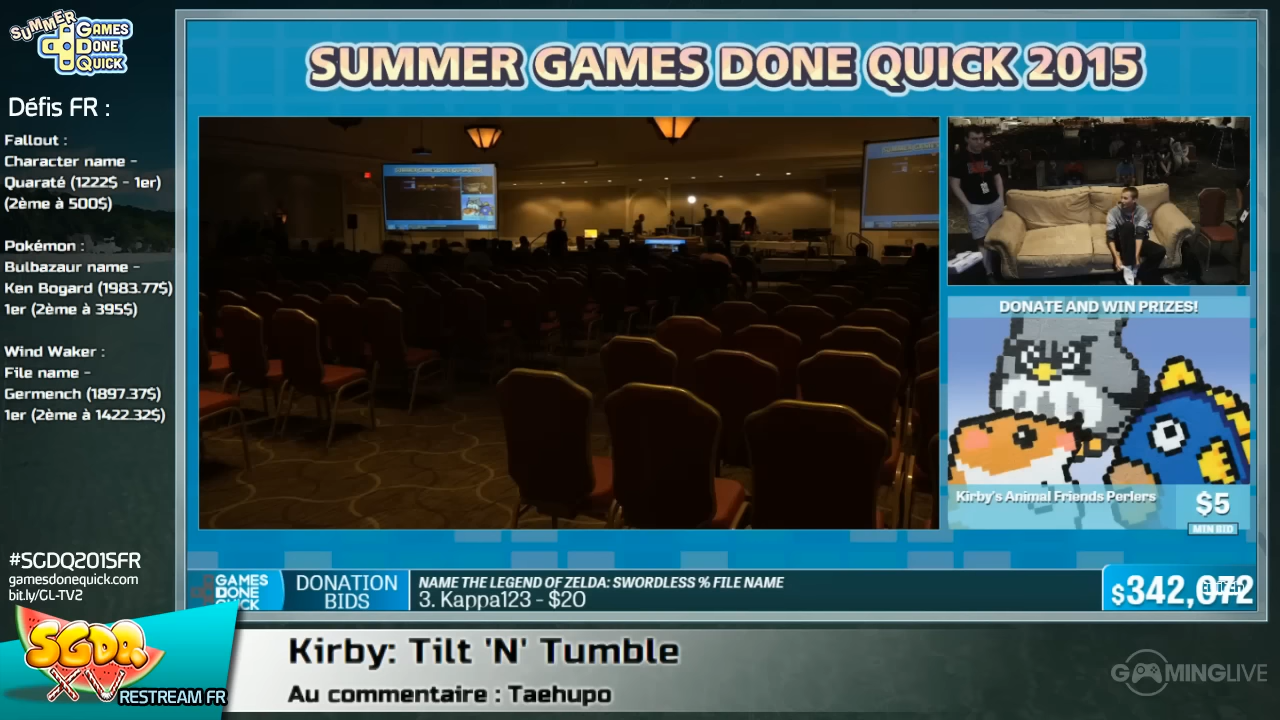 SUMMER
GAMES
DONE
QUICK
Défis FR :
Fallout :
Character name -
Quaraté (1222$ - 1er)
(2ème à 500$)
Pokémon :
Bulbazaur name -
Ken Bogard (1983.77$)
1er (2ème à 395$)
Wind Waker :
File name -
Germench (1897.37$)
1er (2ème à 1422.32$)
#SGDQ2015FR
gamesdonequick.com
bit.ly/GL-TV2
SGDQ
XV
RESTREAM FR
SUMMER GAMES DONE QUICK 2015
DONATE AND WIN PRIZES!
Kirby's Animal Friends Perlers
$5
MIN BID
GAMES
DONE
QUICK
DONATION
BIDS
NAME THE LEGEND OF ZELDA: SWORDLESS % FILE NAME
3. Kappa123 - $20
$342,072
Kirby: Tilt 'N' Tumble
Au commentaire : Taehupo
GAMINGLIVE